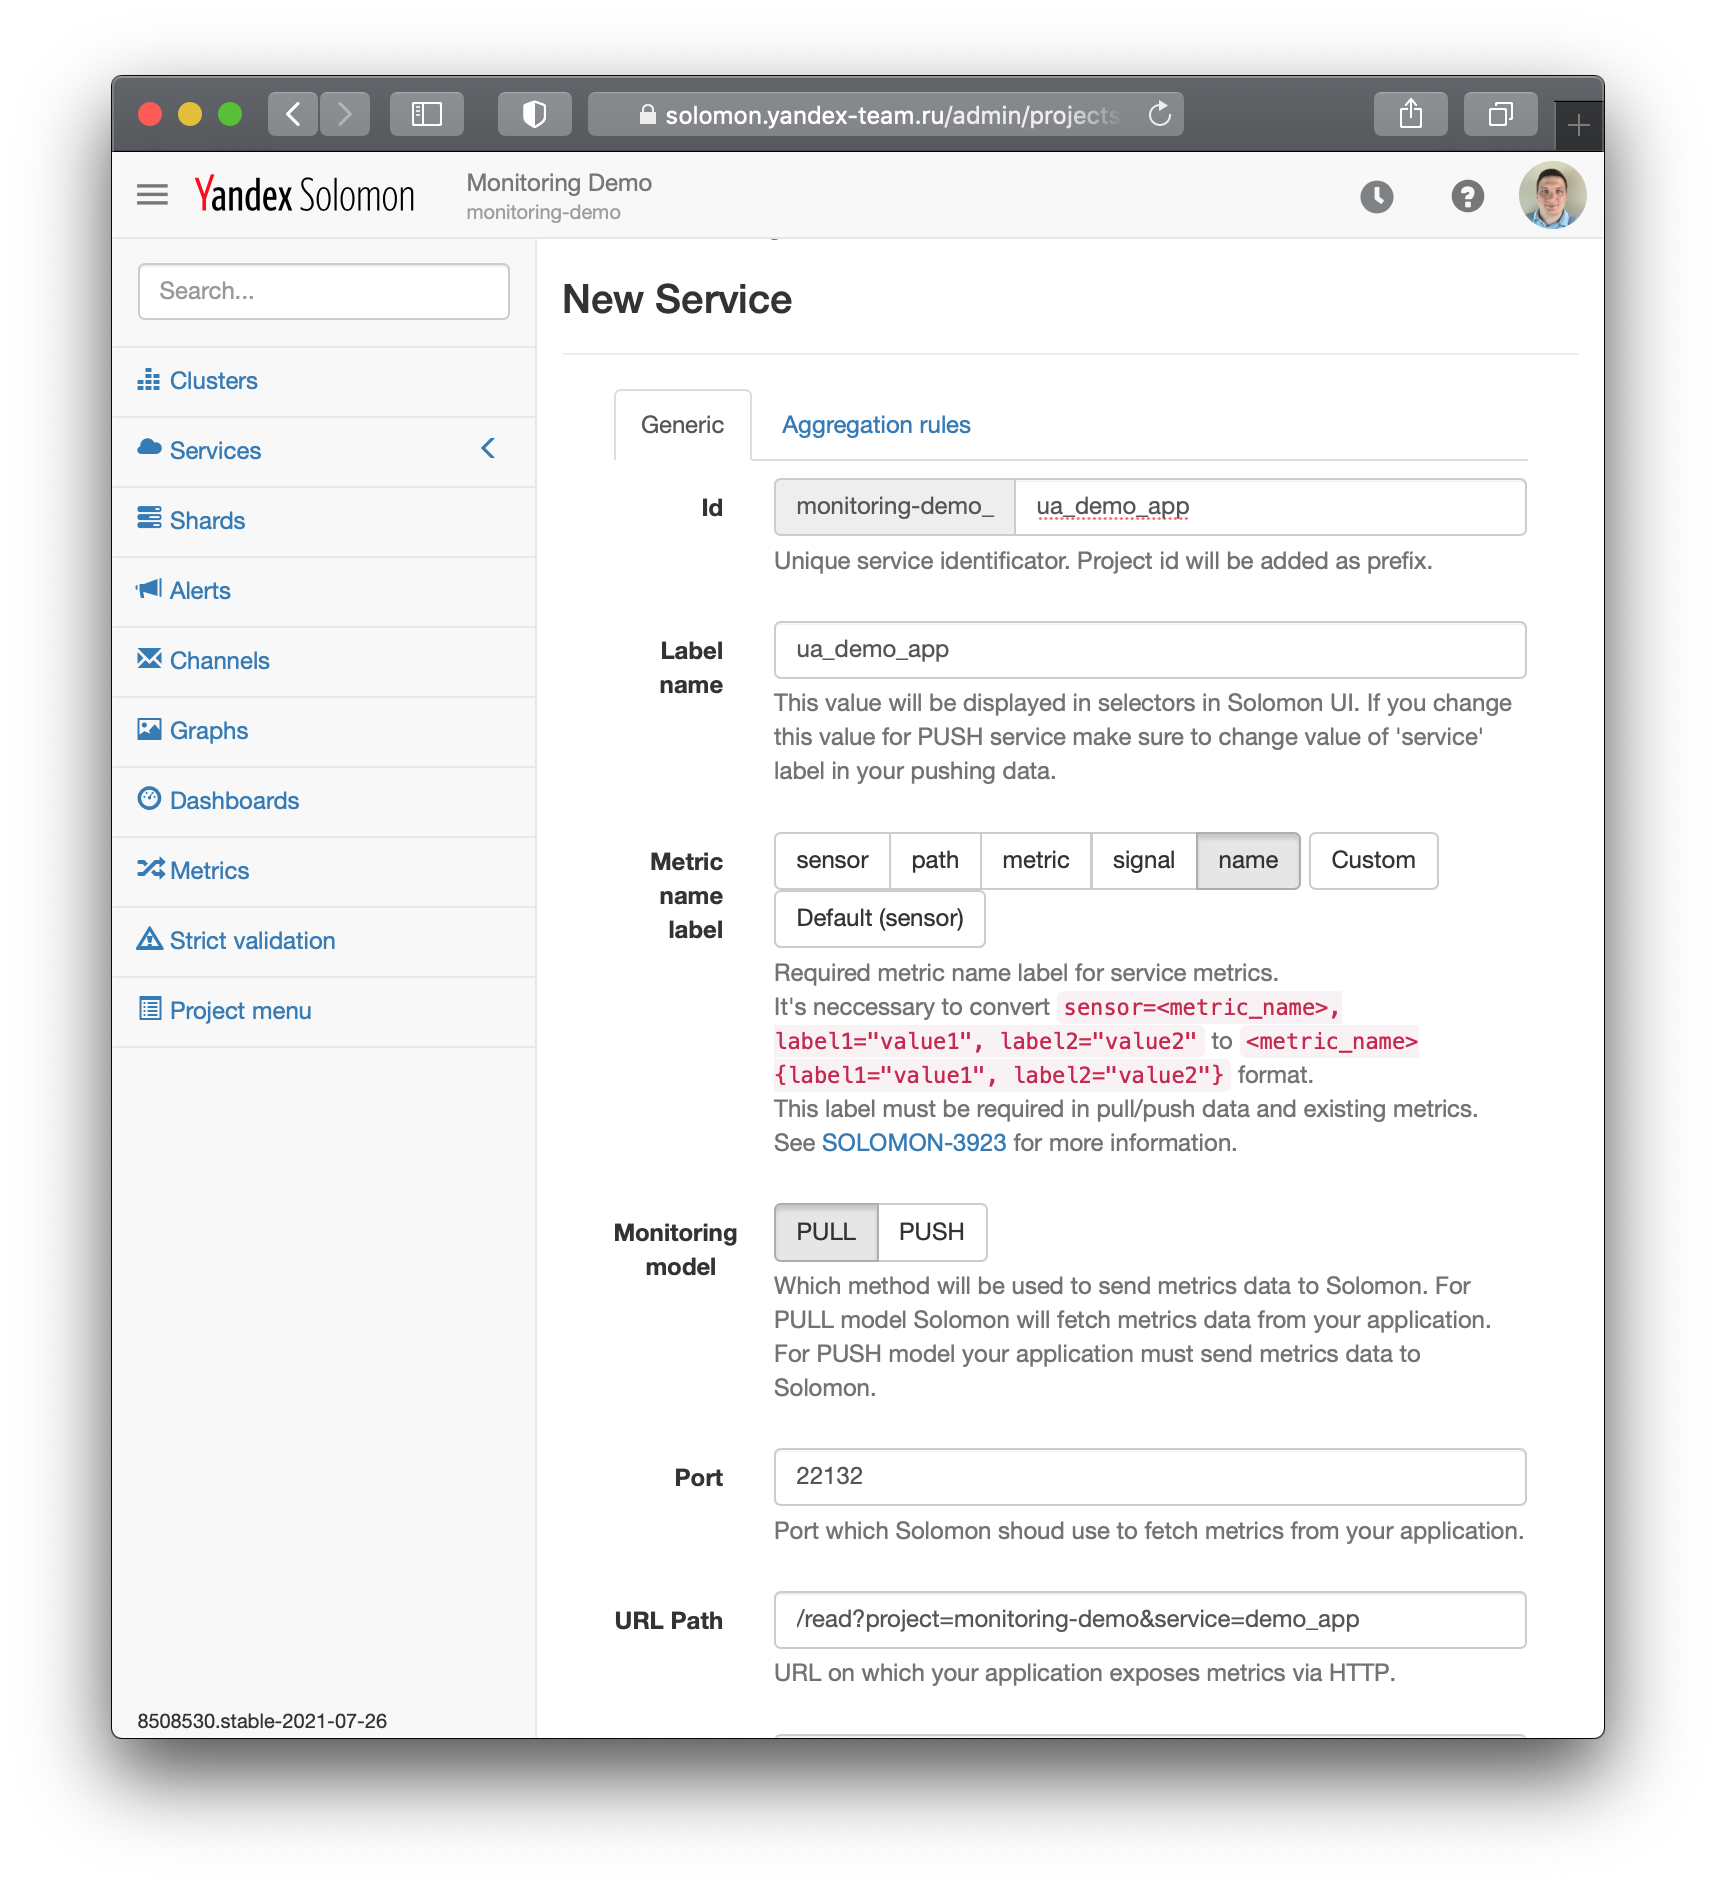 solomon.yandex-team.ru/admin/projects
Yandex Solomon
Monitoring Demo
monitoring-demo
Search...
Clusters
Services
Shards
Alerts
Channels
Graphs
Dashboards
Metrics
Strict validation
Project menu
8508530.stable-2021-07-26
New Service
Generic
Aggregation rules
Id
monitoring-demo_
ua_demo_app
Unique service identificator. Project id will be added as prefix.
Label
name
ua_demo_app
This value will be displayed in selectors in Solomon UI. If you change
this value for PUSH service make sure to change value of 'service'
label in your pushing data.
Metric
name
label
sensor path metric signal name Custom
Default (sensor)
Required metric name label for service metrics.
It's neccessary to convert sensor=<metric_name>,
label1="value1", label2="value2" to <metric_name>
{label1="value1", label2="value2"} format.
This label must be required in pull/push data and existing metrics.
See SOLOMON-3923 for more information.
Monitoring
model
PULL PUSH
Which method will be used to send metrics data to Solomon. For
PULL model Solomon will fetch metrics data from your application.
For PUSH model your application must send metrics data to
Solomon.
Port
22132
Port which Solomon shoud use to fetch metrics from your application.
URL Path
/read?project=monitoring-demo&service=demo_app
URL on which your application exposes metrics via HTTP.